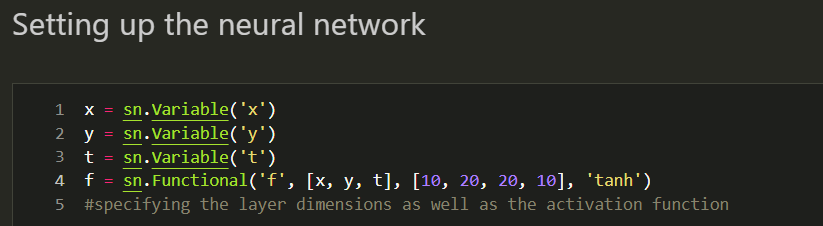 Setting up the neural network
1 x = sn.Variable('x')
2 y = sn.Variable('y')
3 t = sn.Variable('t')
4 f = sn.Functional('f', [x, y, t], [10, 20, 20, 10], 'tanh')
5 #specifying the layer dimensions as well as the activation function